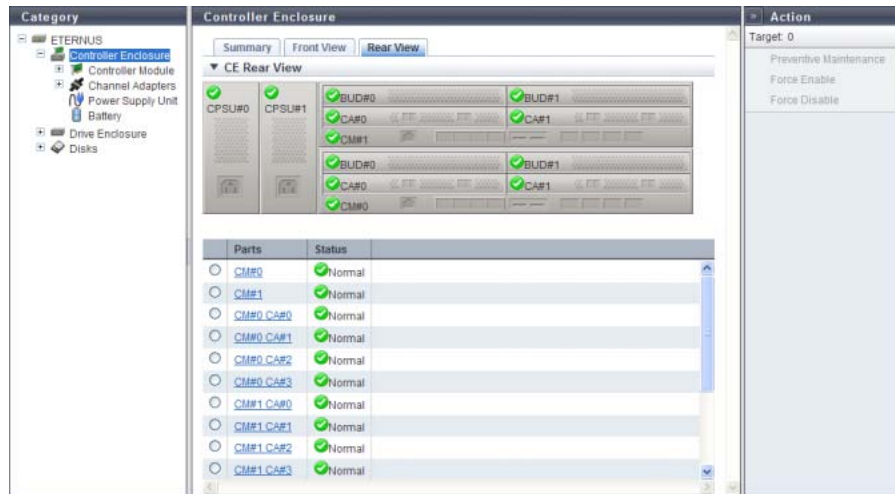 Category
ETERNUS
Controller Enclosure
Controller Module
Channel Adapters
Power Supply Unit
Battery
Drive Enclosure
Disks
Controller Enclosure
Summary
Front View
Rear View
CE Rear View
CPSU#0
CPSU#1
BUD#0
BUD#1
CA#0
CA#1
CM#1
BUD#0
BUD#1
CA#0
CA#1
CM#0
Parts Status
CM#0 Normal
CM#1 Normal
CM#0 CA#0 Normal
CM#0 CA#1 Normal
CM#0 CA#2 Normal
CM#0 CA#3 Normal
CM#1 CA#0 Normal
CM#1 CA#1 Normal
CM#1 CA#2 Normal
CM#1 CA#3 Normal
» Action
Target: 0
Preventive Maintenance
Force Enable
Force Disable